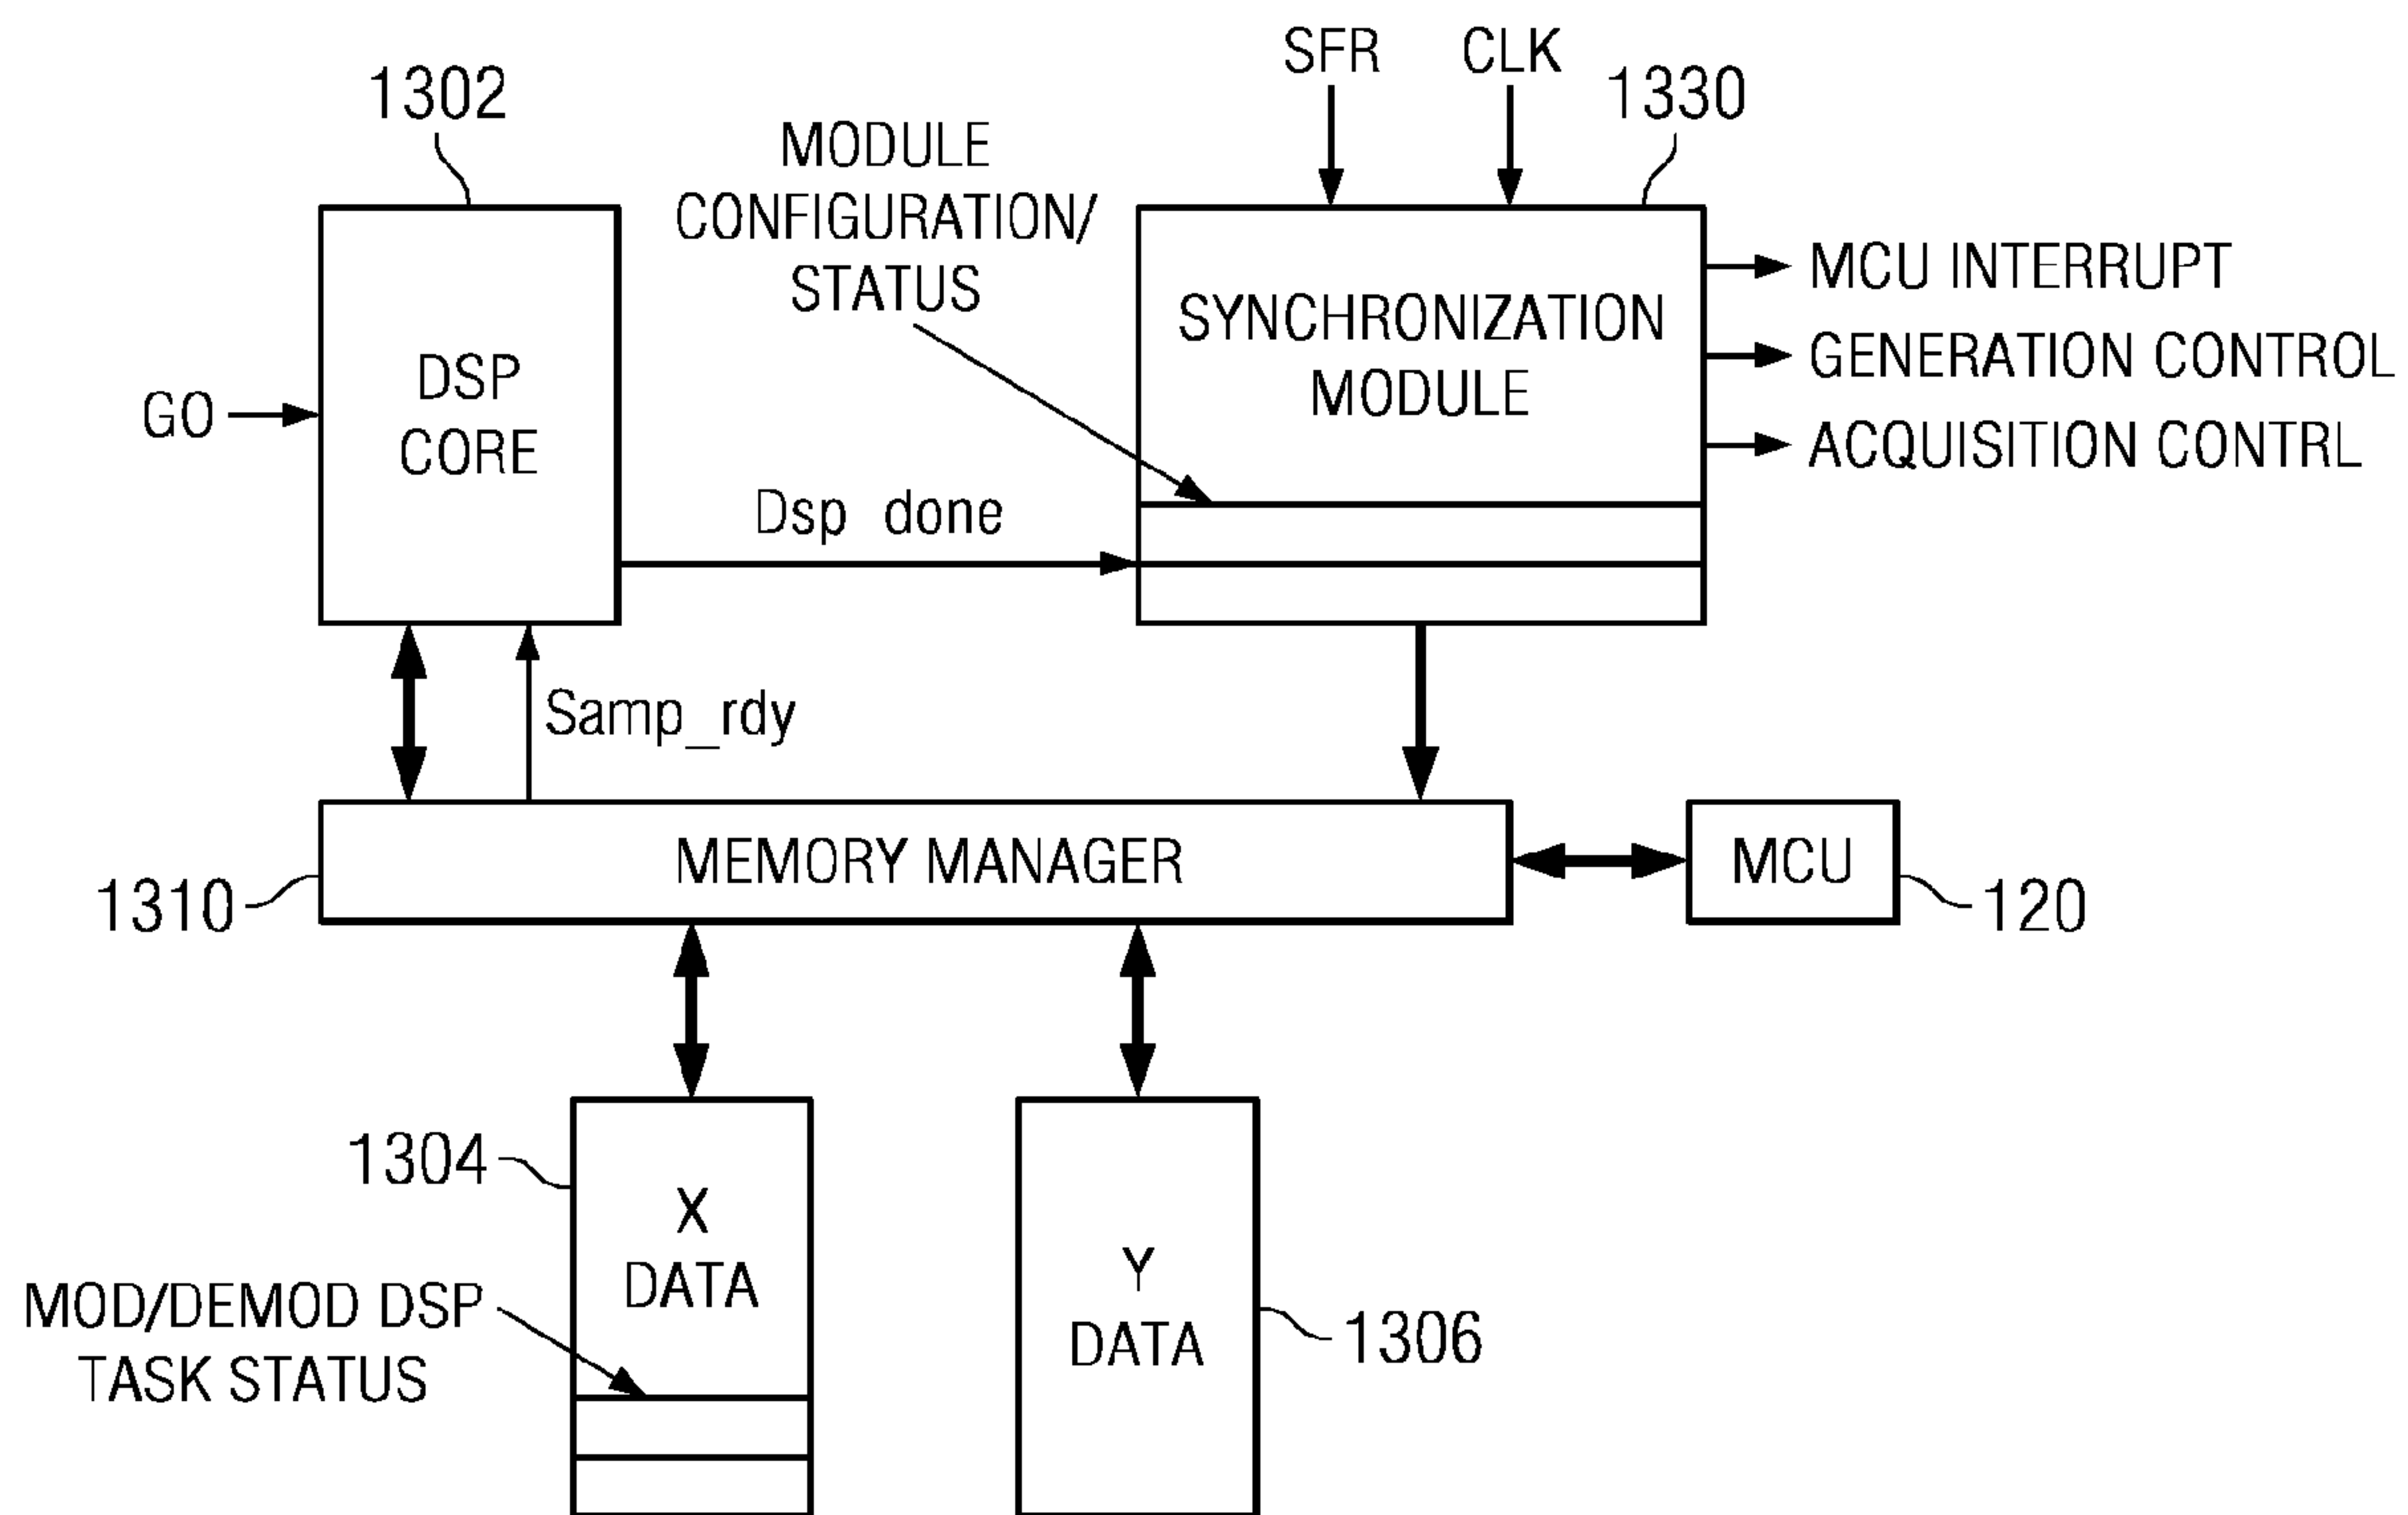 SFR
CLK
1302
1330
MODULE
CONFIGURATION/
STATUS
MCU INTERRUPT
SYNCHRONIZATION
MODULE
GENERATION CONTROL
ACQUISITION CONTRL
GO
DSP
CORE
Dsp done
Samp_rdy
MEMORY MANAGER
MCU
1310
120
1304
X
DATA
Y
DATA
1306
MOD/DEMOD DSP
TASK STATUS